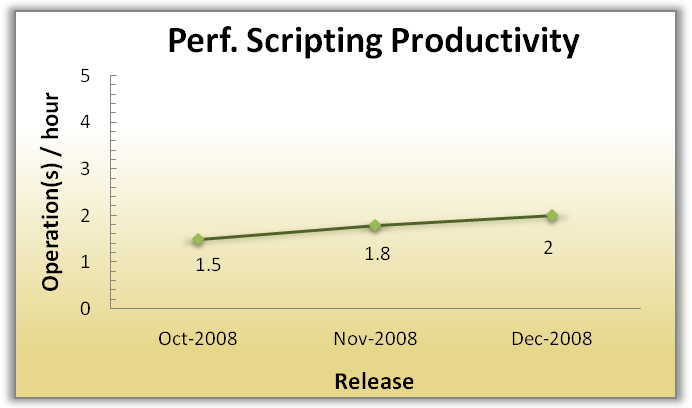 Perf. Scripting Productivity
Operation(s) / hour
5
4
3
2
1
0
1.5
1.8
2
Oct-2008
Nov-2008
Dec-2008
Release